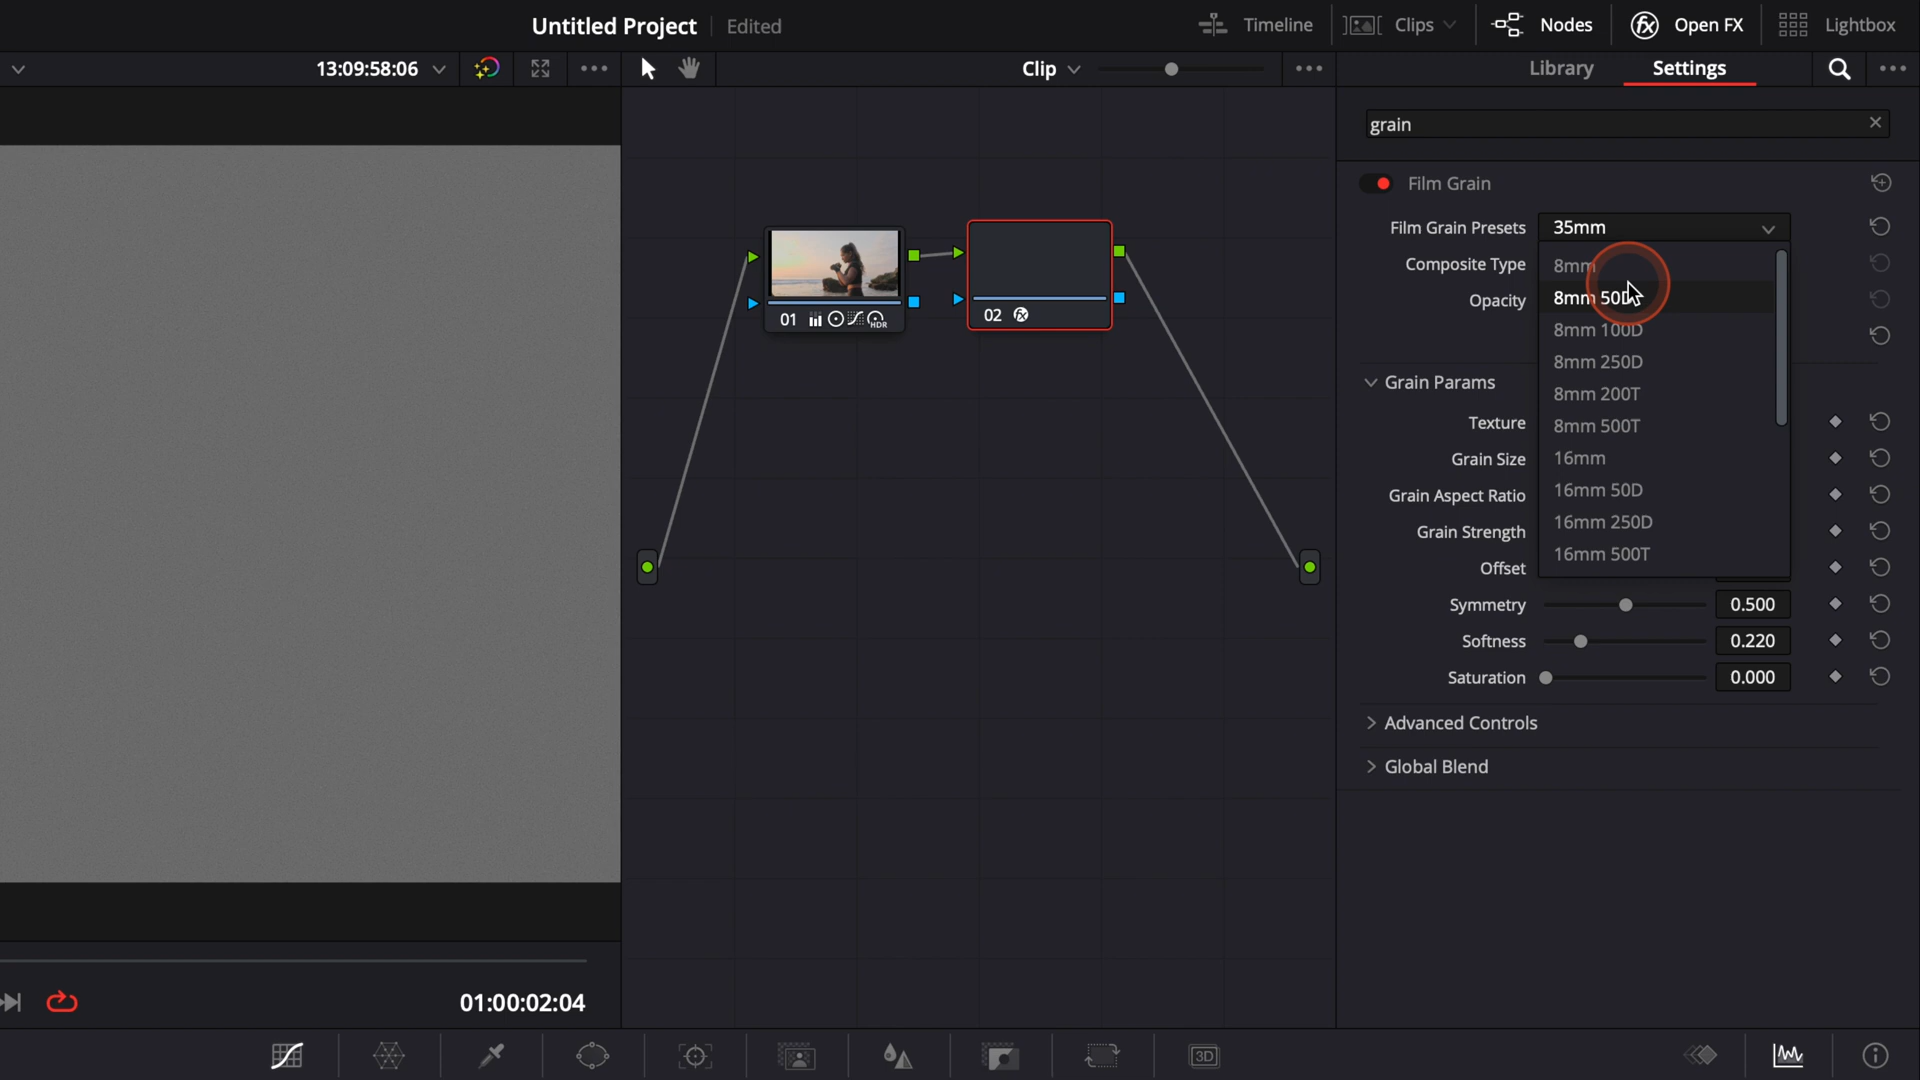 Untitled Project Edited
Timeline Clips Nodes Open FX Lightbox
13:09:58:06
Clip
Library Settings
grain
Film Grain
Film Grain Presets 35mm
Composite Type 8mm
Opacity 8mm 50D
8mm 100D
8mm 250D
Grain Params
8mm 200T
Texture 8mm 500T
Grain Size 16mm
Grain Aspect Ratio 16mm 50D
Grain Strength 16mm 250D
Offset 16mm 500T
Symmetry 0.500
Softness 0.220
Saturation 0.000
Advanced Controls
Global Blend
01 HDR
02 fx
01:00:02:04
3D